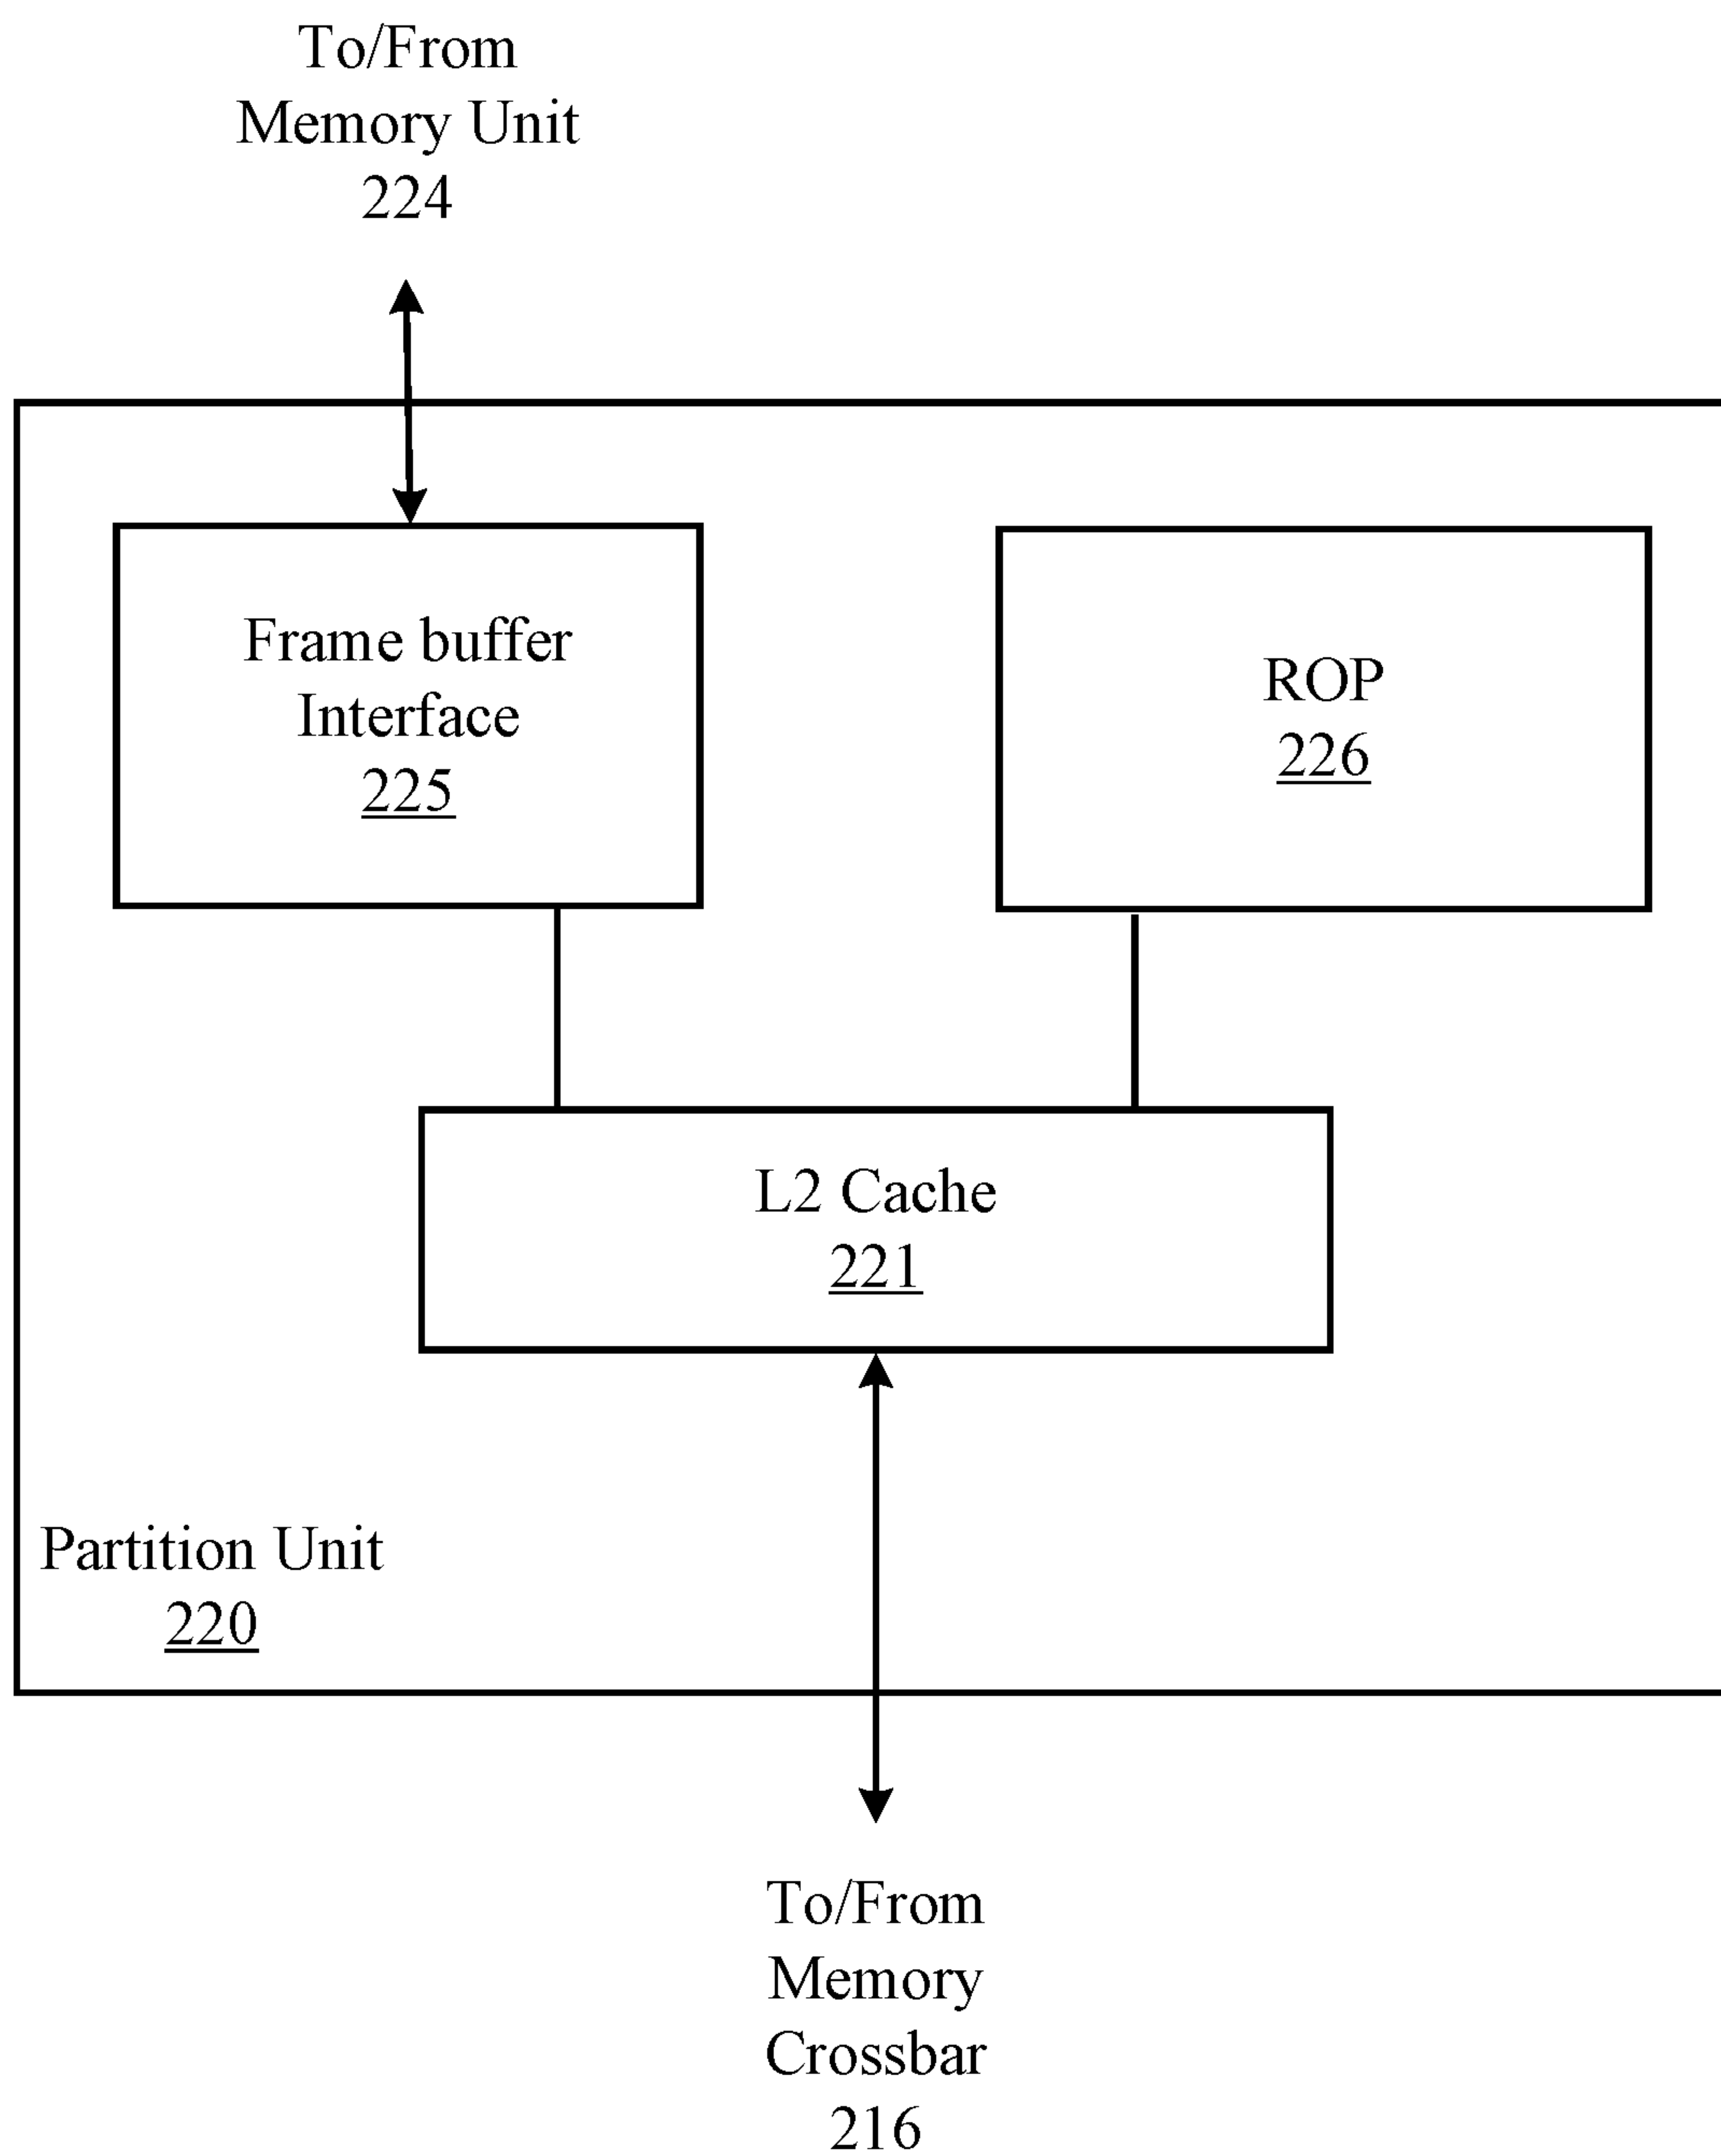 To/From
Memory Unit
224
Frame buffer
Interface
225
ROP
226
L2 Cache
221
Partition Unit
220
To/From
Memory
Crossbar
216